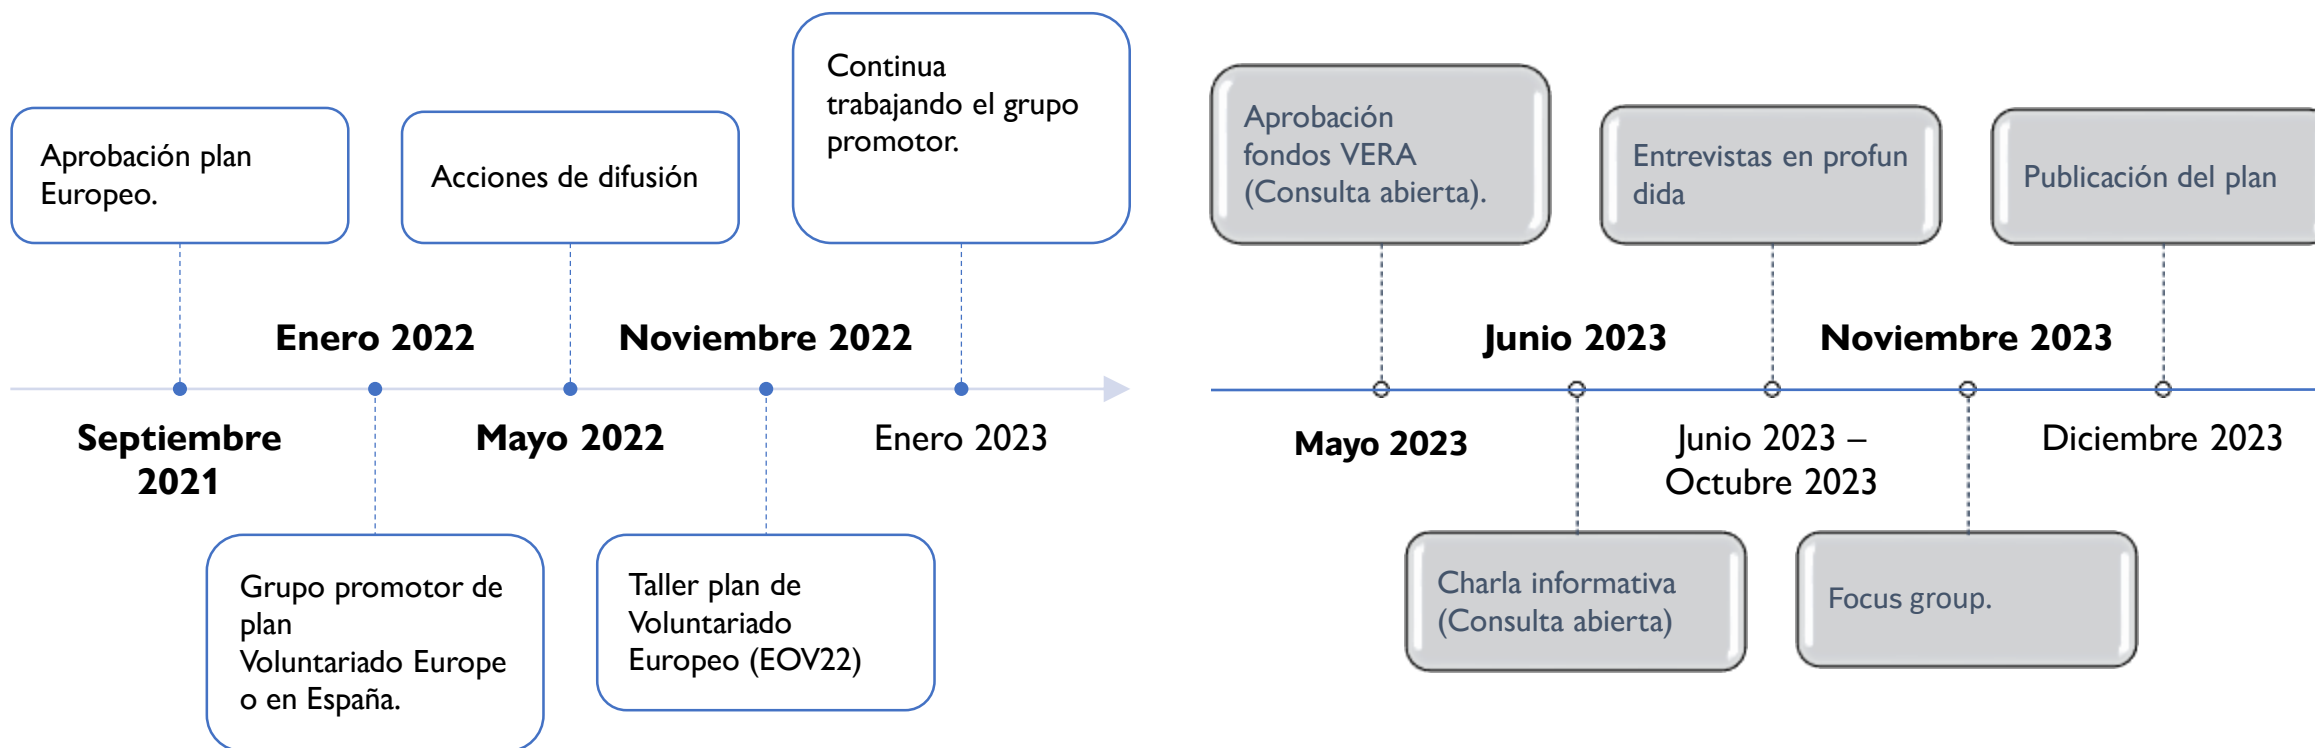 Aprobación plan
Europeo.
Acciones de difusión
Continua
trabajando el grupo
promotor.
Enero 2022
Noviembre 2022
Septiembre
2021
Mayo 2022
Enero 2023
Grupo promotor de
plan
Voluntariado Europe
o en España.
Taller plan de
Voluntariado
Europeo (EOV22)
Aprobación
fondos VERA
(Consulta abierta).
Entrevistas en profun
dida
Publicación del plan
Junio 2023
Noviembre 2023
Mayo 2023
Junio 2023 –
Octubre 2023
Diciembre 2023
Charla informativa
(Consulta abierta)
Focus group.